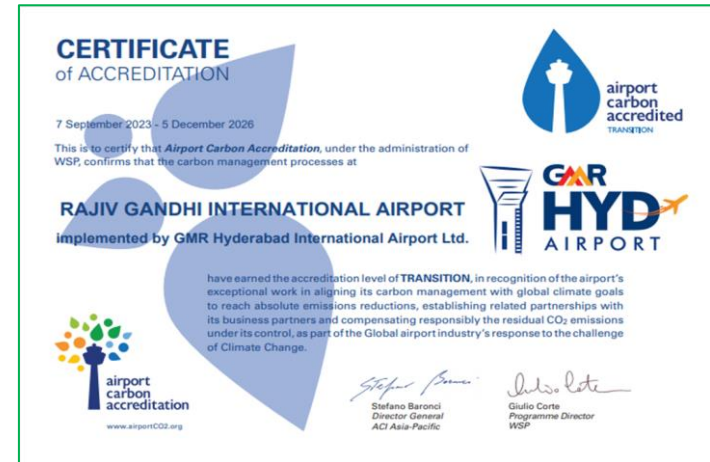 CERTIFICATE
of ACCREDITATION
7 September 2023 - 5 December 2026
This is to certify that Airport Carbon Accreditation, under the administration of
WSP, confirms that the carbon management processes at
RAJIV GANDHI INTERNATIONAL AIRPORT
implemented by GMR Hyderabad International Airport Ltd.
airport
carbon
accredited
TRANSITION
GMR
HYD
AIRPORT
have earned the accreditation level of TRANSITION, in recognition of the airport's
exceptional work in aligning its carbon management with global climate goals
to reach absolute emissions reductions, establishing related partnerships with
its business partners and compensating responsibly the residual CO₂ emissions
under its control, as part of the Global airport industry's response to the challenge
of Climate Change.
airport
carbon
accreditation
www.airportCO2.org
Stefano Baronci
Director General
ACI Asia-Pacific
Giulio Corte
Programme Director
WSP